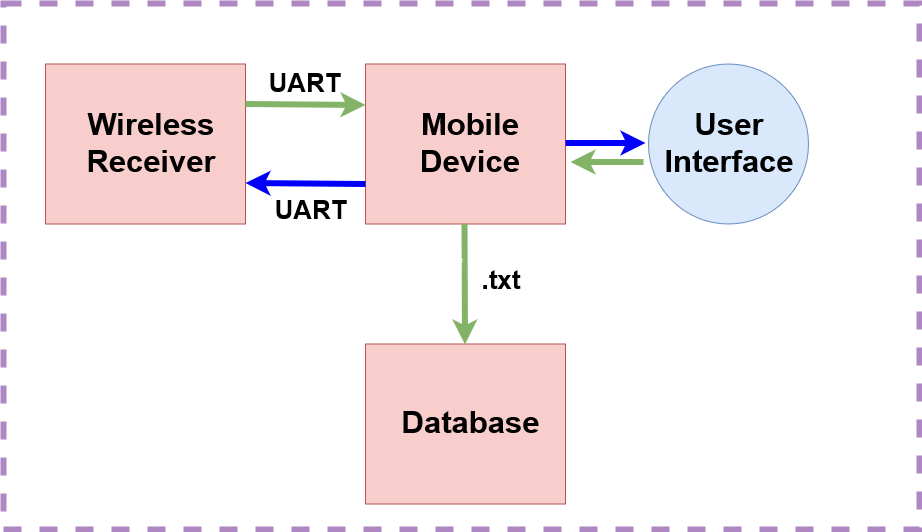 UART
Wireless
Receiver
Mobile
Device
User
Interface
UART
.txt
Database